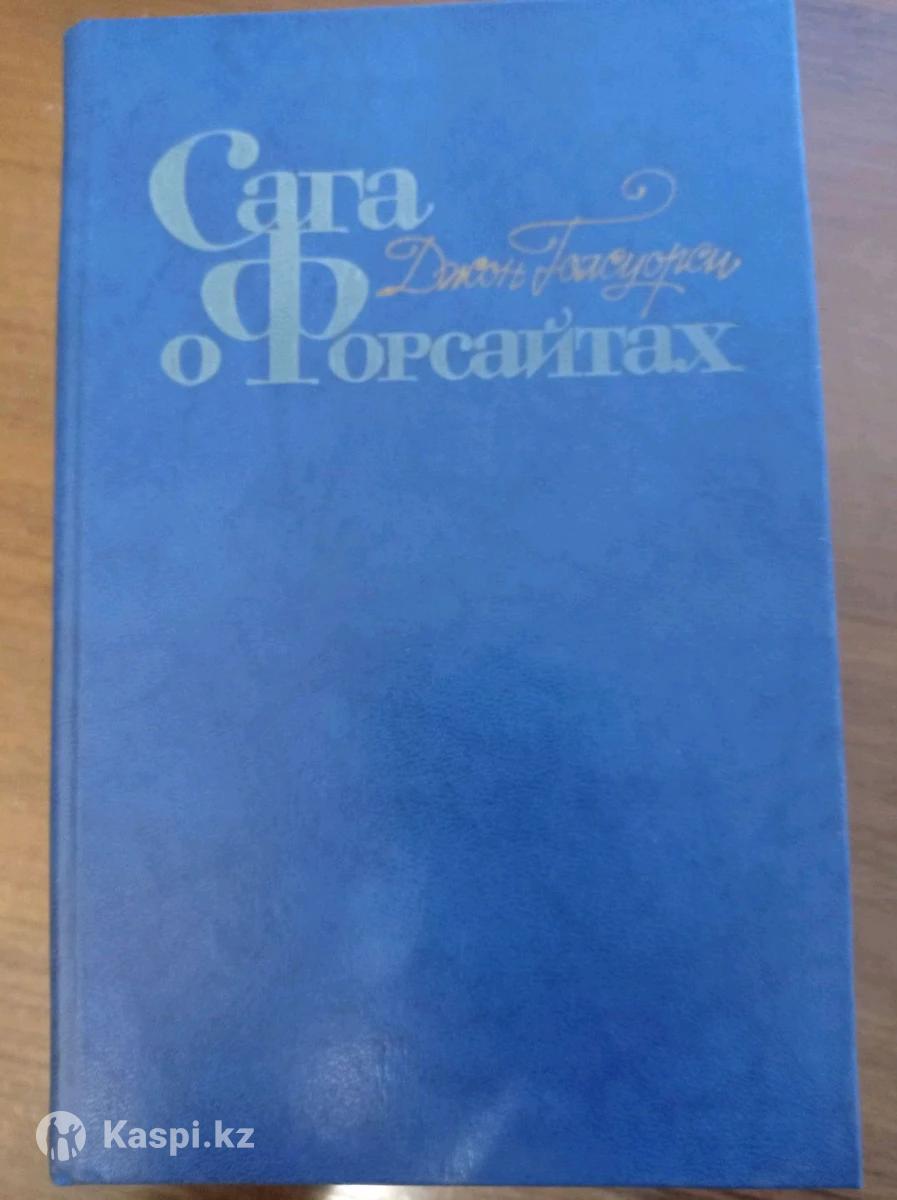 Сага
Джон Голсуорси
о Форсайтах
Kaspi.kz